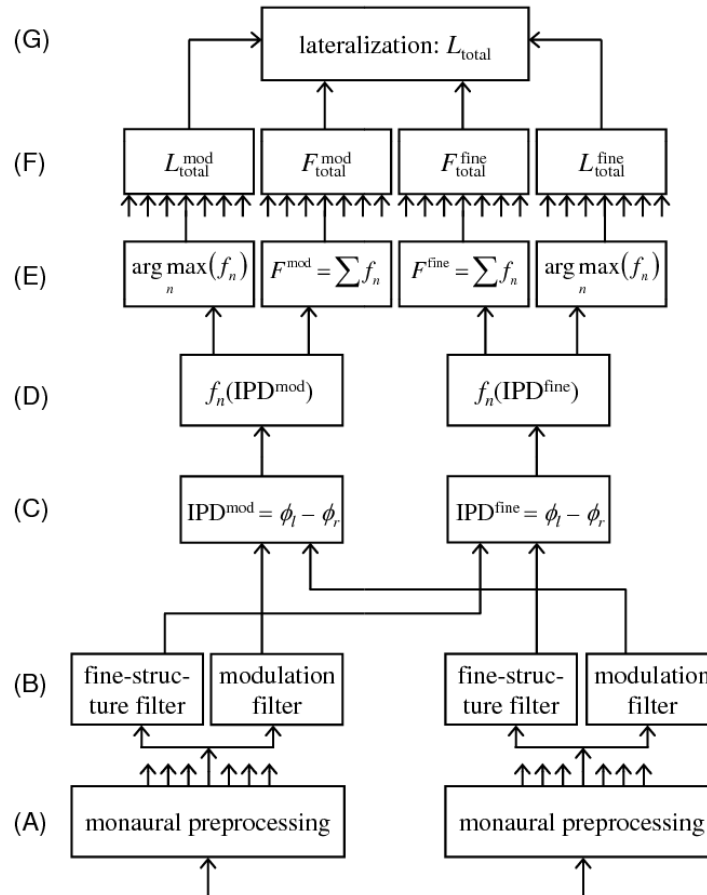 (G) lateralization: L_total
(F) L_total^mod F_total^mod F_total^fine L_total^fine
(E) arg max_n(f_n) F^mod = ∑ f_n F^fine = ∑ f_n arg max_n(f_n)
(D) f_n(IPD^mod) f_n(IPD^fine)
(C) IPD^mod = ϕ_l − ϕ_r IPD^fine = ϕ_l − ϕ_r
(B) fine-struc- modulation fine-struc- modulation
ture filter filter ture filter filter
(A) monaural preprocessing monaural preprocessing